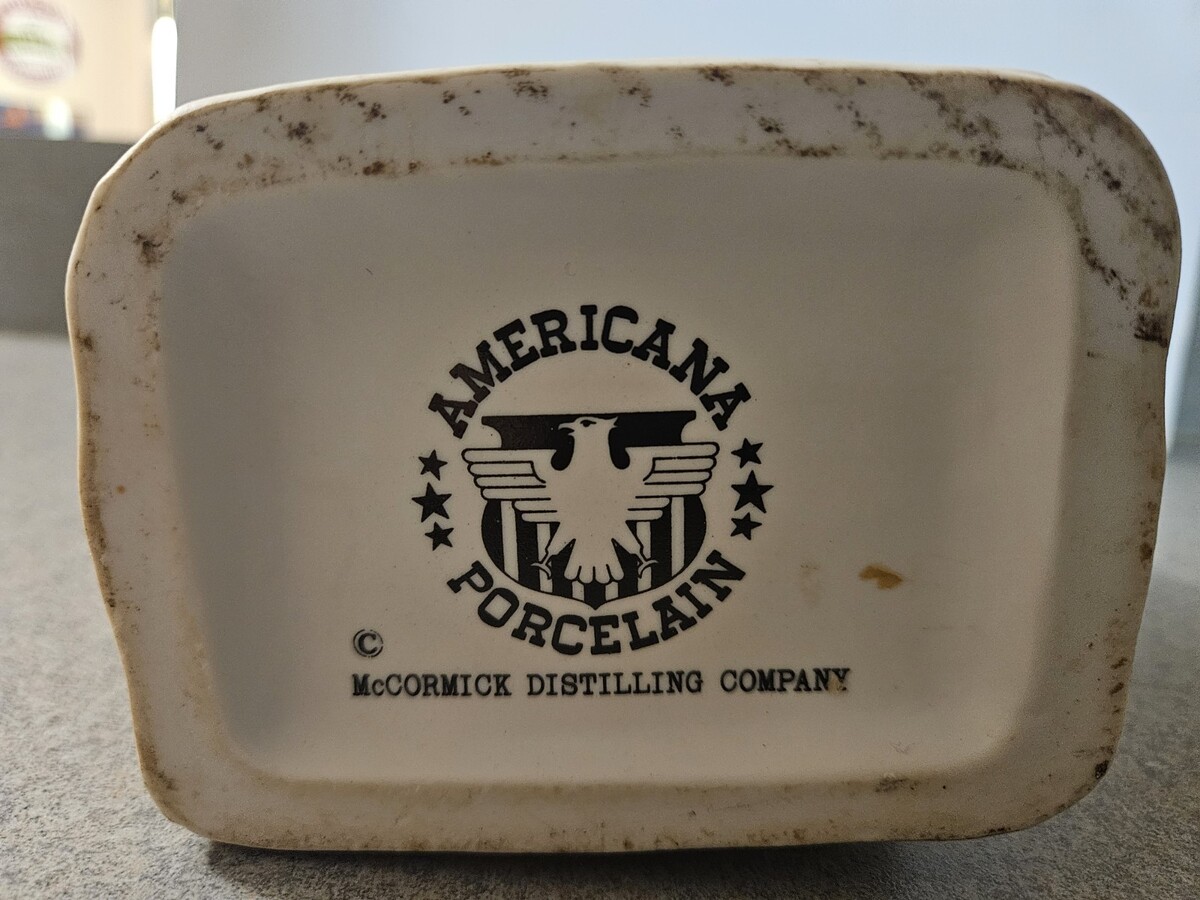 AMERICANA
PORCELAIN
©
McCORMICK DISTILLING COMPANY